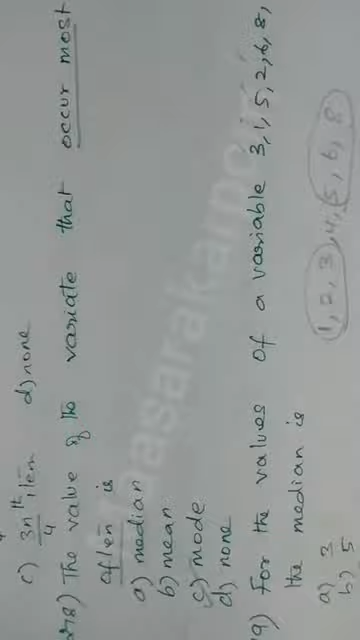 c) 3n/4 th item d) none
278) The value of the variate that occur most
often is
a) median
b) mean
c) mode
d) none
9) For the values of a variable 3, 1, 5, 2, 6, 8,
the median is
1, 2, 3, 4, 5, 6, 8
a) 3
b) 5